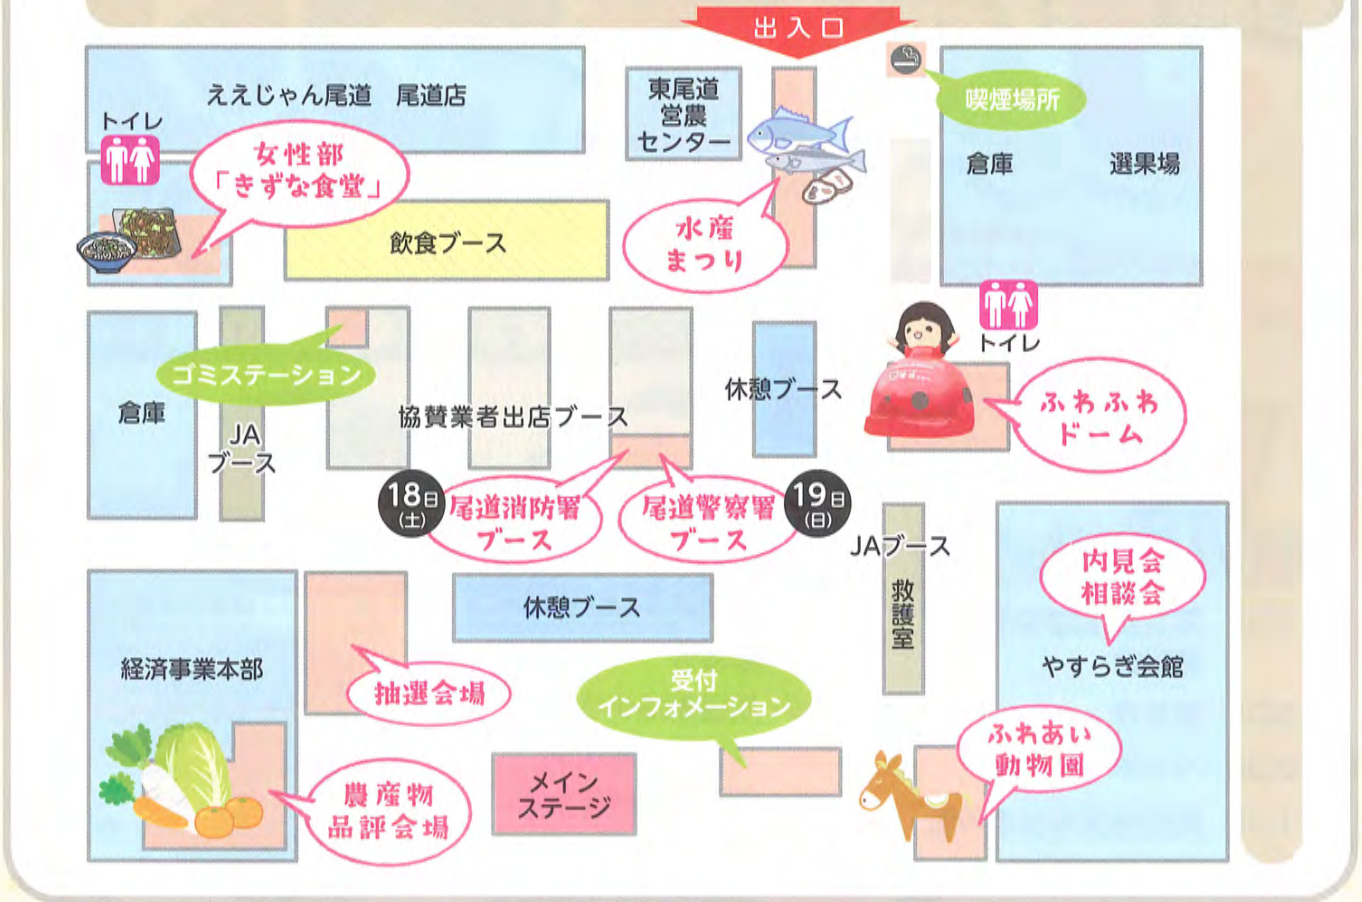 出入口
ええじゃん尾道 尾道店
東尾道
営農
センター
喫煙場所
トイレ
女性部
「きずな食堂」
倉庫
選果場
飲食ブース
水産
まつり
トイレ
ゴミステーション
倉庫
JA
ブース
協賛業者出店ブース
休憩ブース
ふわふわ
ドーム
18日
(土)
尾道消防署
ブース
尾道警察署
ブース
19日
(日)
JAブース
救護室
内見会
相談会
やすらぎ会館
休憩ブース
経済事業本部
抽選会場
受付
インフォメーション
ふれあい
動物園
メイン
ステージ
農産物
品評会場